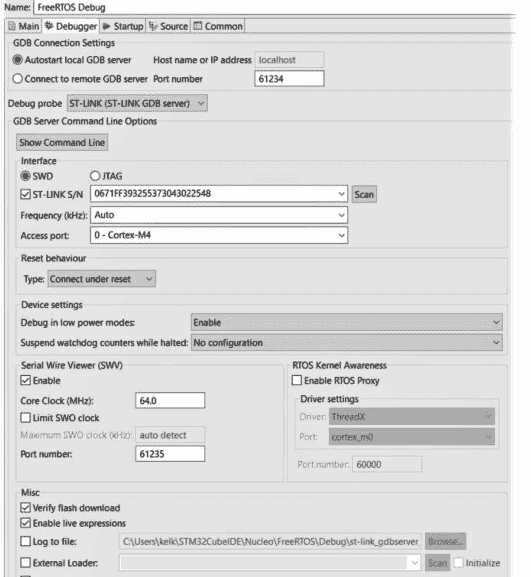 Name: FreeRTOS Debug
Main Debugger Startup Source Common
GDB Connection Settings
Autostart local GDB server Host name or IP address localhost
Connect to remote GDB server Port number 61234
Debug probe ST-LINK (ST-LINK GDB server)
GDB Server Command Line Options
Show Command Line
Interface
SWD JTAG
ST-LINK S/N 0671FF393255373043022548 Scan
Frequency (kHz): Auto
Access port: 0 - Cortex-M4
Reset behaviour
Type: Connect under reset
Device settings
Debug in low power modes: Enable
Suspend watchdog counters while halted: No configuration
Serial Wire Viewer (SWV)
Enable
Core Clock (MHz): 64.0
Limit SWO clock
Maximum SWO clock (kHz): auto detect
Port number: 61235
RTOS Kernel Awareness
Enable RTOS Proxy
Driver settings
Driver: ThreadX
Port: cortex_m0
Port number: 60000
Misc
Verify flash download
Enable live expressions
Log to file: C:\Users\kelk\STM32CubeIDE\Nucleo\FreeRTOS\Debug\st-link_gdbserver_ Browse...
External Loader: Scan Initialize